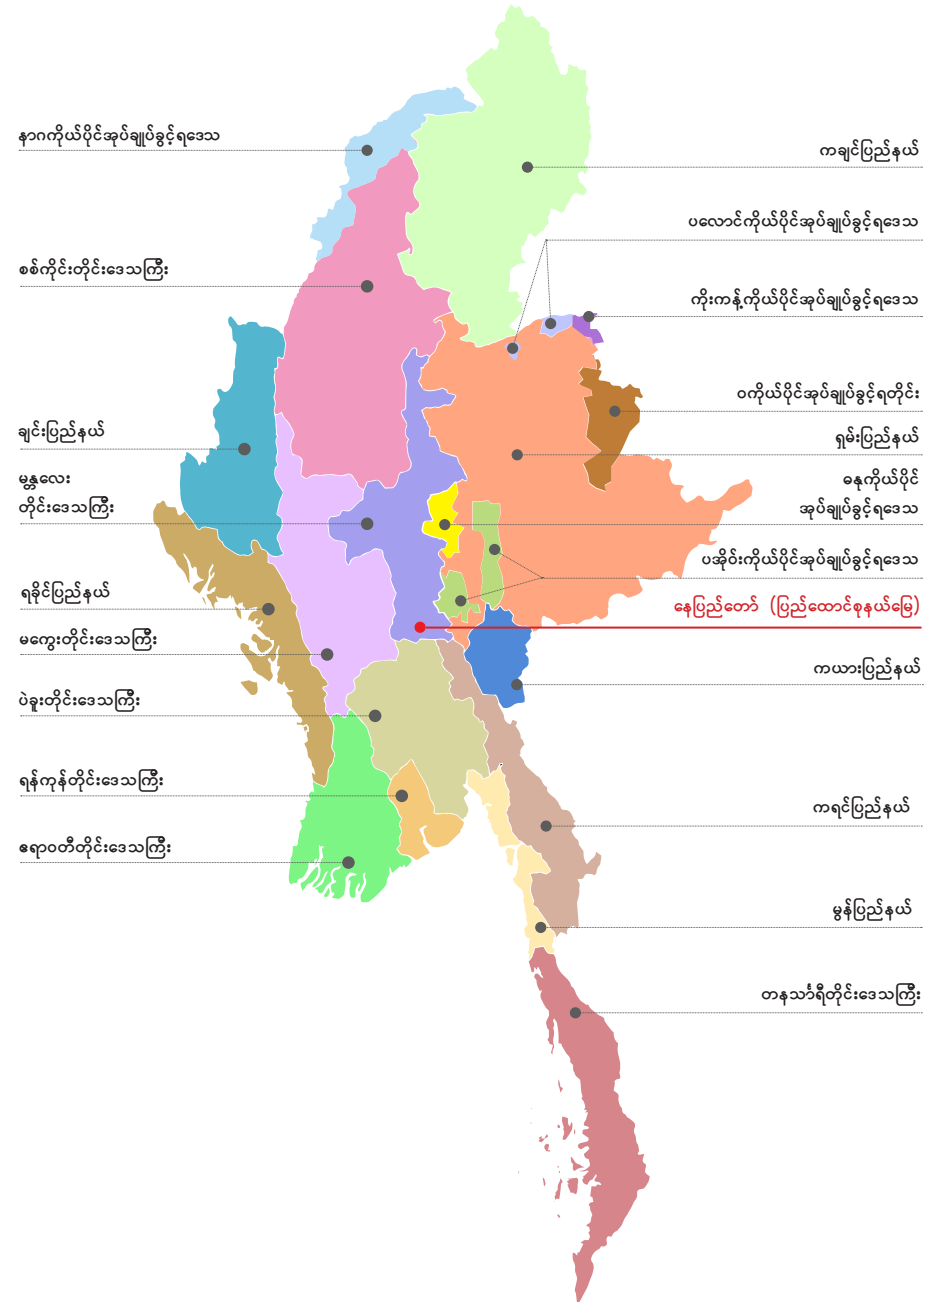 နာဂကိုယ်ပိုင်အုပ်ချုပ်ခွင့်ရဒေသ
စစ်ကိုင်းတိုင်းဒေသကြီး
ချင်းပြည်နယ်
မန္တလေး
တိုင်းဒေသကြီး
ရခိုင်ပြည်နယ်
မကွေးတိုင်းဒေသကြီး
ပဲခူးတိုင်းဒေသကြီး
ရန်ကုန်တိုင်းဒေသကြီး
ဧရာဝတီတိုင်းဒေသကြီး
ကချင်ပြည်နယ်
ပလောင်ကိုယ်ပိုင်အုပ်ချုပ်ခွင့်ရဒေသ
ကိုးကန့်ကိုယ်ပိုင်အုပ်ချုပ်ခွင့်ရဒေသ
ဝကိုယ်ပိုင်အုပ်ချုပ်ခွင့်ရတိုင်း
ရှမ်းပြည်နယ်
ဓနုကိုယ်ပိုင်
အုပ်ချုပ်ခွင့်ရဒေသ
ပအိုဝ်းကိုယ်ပိုင်အုပ်ချုပ်ခွင့်ရဒေသ
နေပြည်တော် (ပြည်ထောင်စုနယ်မြေ)
ကယားပြည်နယ်
ကရင်ပြည်နယ်
မွန်ပြည်နယ်
တနင်္သာရီတိုင်းဒေသကြီး